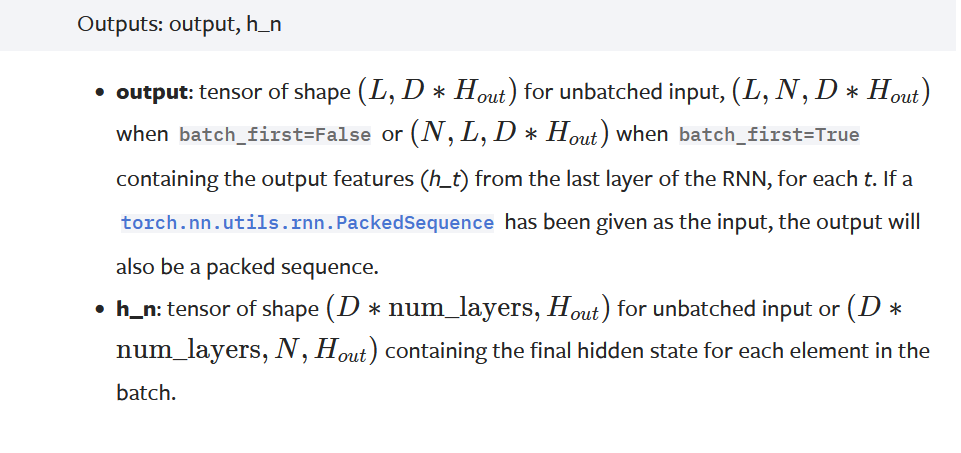 Outputs: output, h_n
• output: tensor of shape (L, D ∗ H_out) for unbatched input, (L, N, D ∗ H_out)
when batch_first=False or (N, L, D ∗ H_out) when batch_first=True
containing the output features (h_t) from the last layer of the RNN, for each t. If a
torch.nn.utils.rnn.PackedSequence has been given as the input, the output will
also be a packed sequence.
• h_n: tensor of shape (D ∗ num_layers, H_out) for unbatched input or (D ∗
num_layers, N, H_out) containing the final hidden state for each element in the
batch.